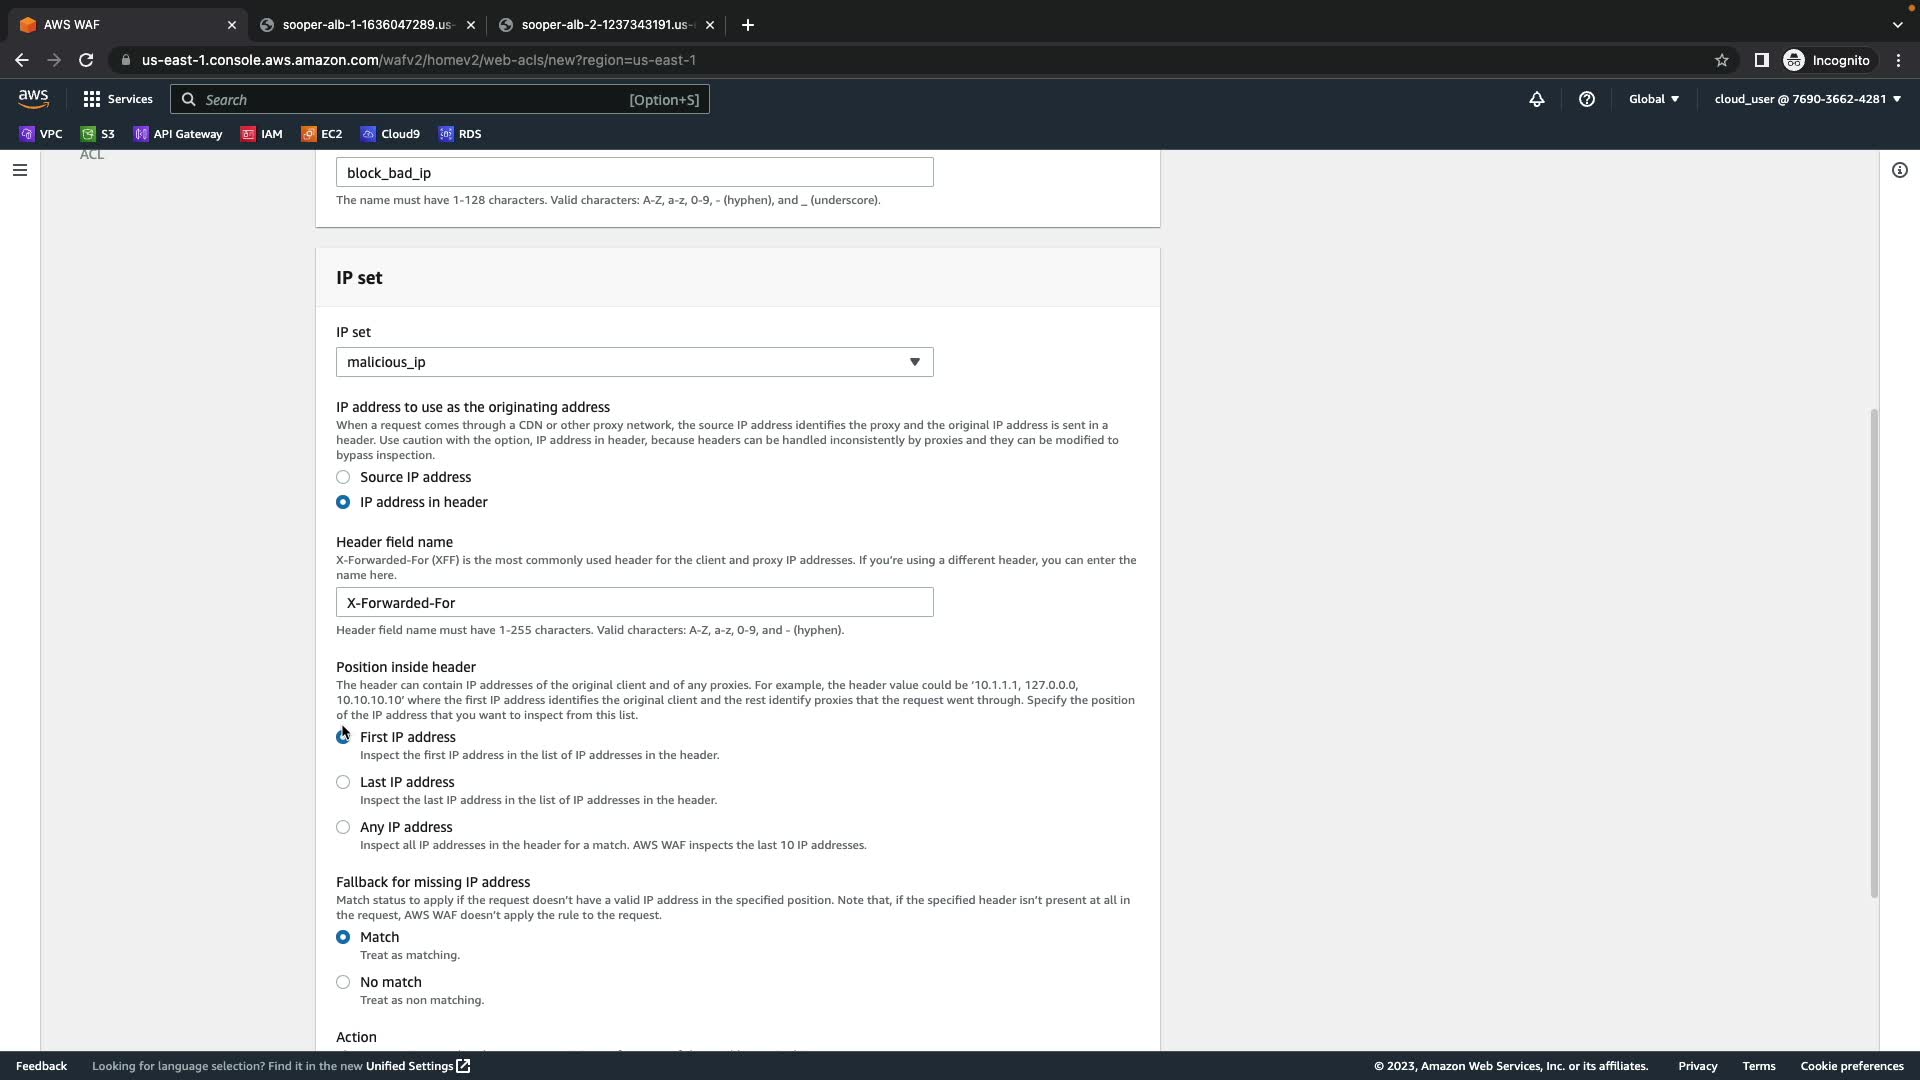 AWS WAF
sooper-alb-1-1636047289.us-
sooper-alb-2-1237343191.us-
us-east-1.console.aws.amazon.com/wafv2/homev2/web-acls/new?region=us-east-1
Incognito
aws
Services
Search
[Option+S]
Global
cloud_user @ 7690-3662-4281
VPC
S3
API Gateway
IAM
EC2
Cloud9
RDS
ACL
block_bad_ip
The name must have 1-128 characters. Valid characters: A-Z, a-z, 0-9, - (hyphen), and _ (underscore).
IP set
IP set
malicious_ip
IP address to use as the originating address
When a request comes through a CDN or other proxy network, the source IP address identifies the proxy and the original IP address is sent in a
header. Use caution with the option, IP address in header, because headers can be handled inconsistently by proxies and they can be modified to
bypass inspection.
Source IP address
IP address in header
Header field name
X-Forwarded-For (XFF) is the most commonly used header for the client and proxy IP addresses. If you're using a different header, you can enter the
name here.
X-Forwarded-For
Header field name must have 1-255 characters. Valid characters: A-Z, a-z, 0-9, and - (hyphen).
Position inside header
The header can contain IP addresses of the original client and of any proxies. For example, the header value could be '10.1.1.1, 127.0.0.0,
10.10.10.10' where the first IP address identifies the original client and the rest identify proxies that the request went through. Specify the position
of the IP address that you want to inspect from this list.
First IP address
Inspect the first IP address in the list of IP addresses in the header.
Last IP address
Inspect the last IP address in the list of IP addresses in the header.
Any IP address
Inspect all IP addresses in the header for a match. AWS WAF inspects the last 10 IP addresses.
Fallback for missing IP address
Match status to apply if the request doesn't have a valid IP address in the specified position. Note that, if the specified header isn't present at all in
the request, AWS WAF doesn't apply the rule to the request.
Match
Treat as matching.
No match
Treat as non matching.
Action
Feedback
Looking for language selection? Find it in the new Unified Settings
© 2023, Amazon Web Services, Inc. or its affiliates.
Privacy
Terms
Cookie preferences